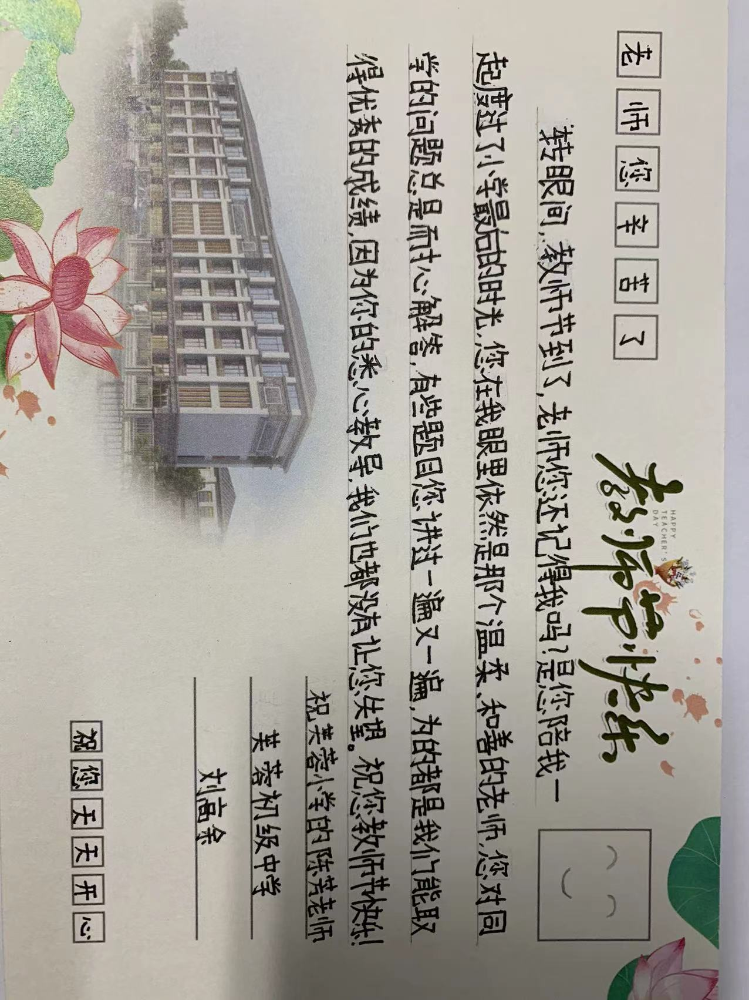 老师您辛苦了
教师节快乐
HAPPY
TEACHER'S
DAY
转眼间,教师节到了,老师您还记得我吗?是您陪我一
起度过了小学最后的时光,您在我眼里依然是那个温柔、和善的老师,您对同
学的问题总是耐心解答,有些题目您讲过一遍又一遍,为的都是我们能取
得优秀的成绩,因为你的悉心教导,我们也都没有让您失望。祝您教师节快乐!
祝芙蓉小学的陈芳老师
芙蓉初级中学
刘高余
祝您天天开心